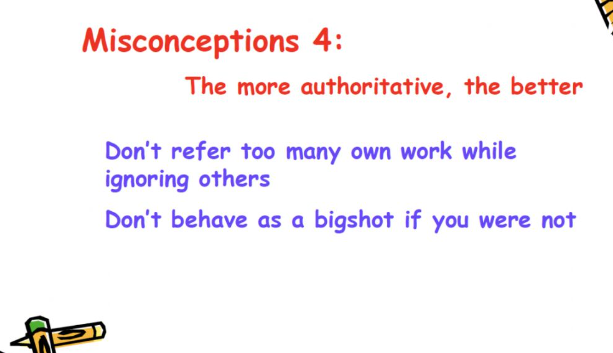 Misconceptions 4:
The more authoritative, the better
Don't refer too many own work while
ignoring others
Don't behave as a bigshot if you were not